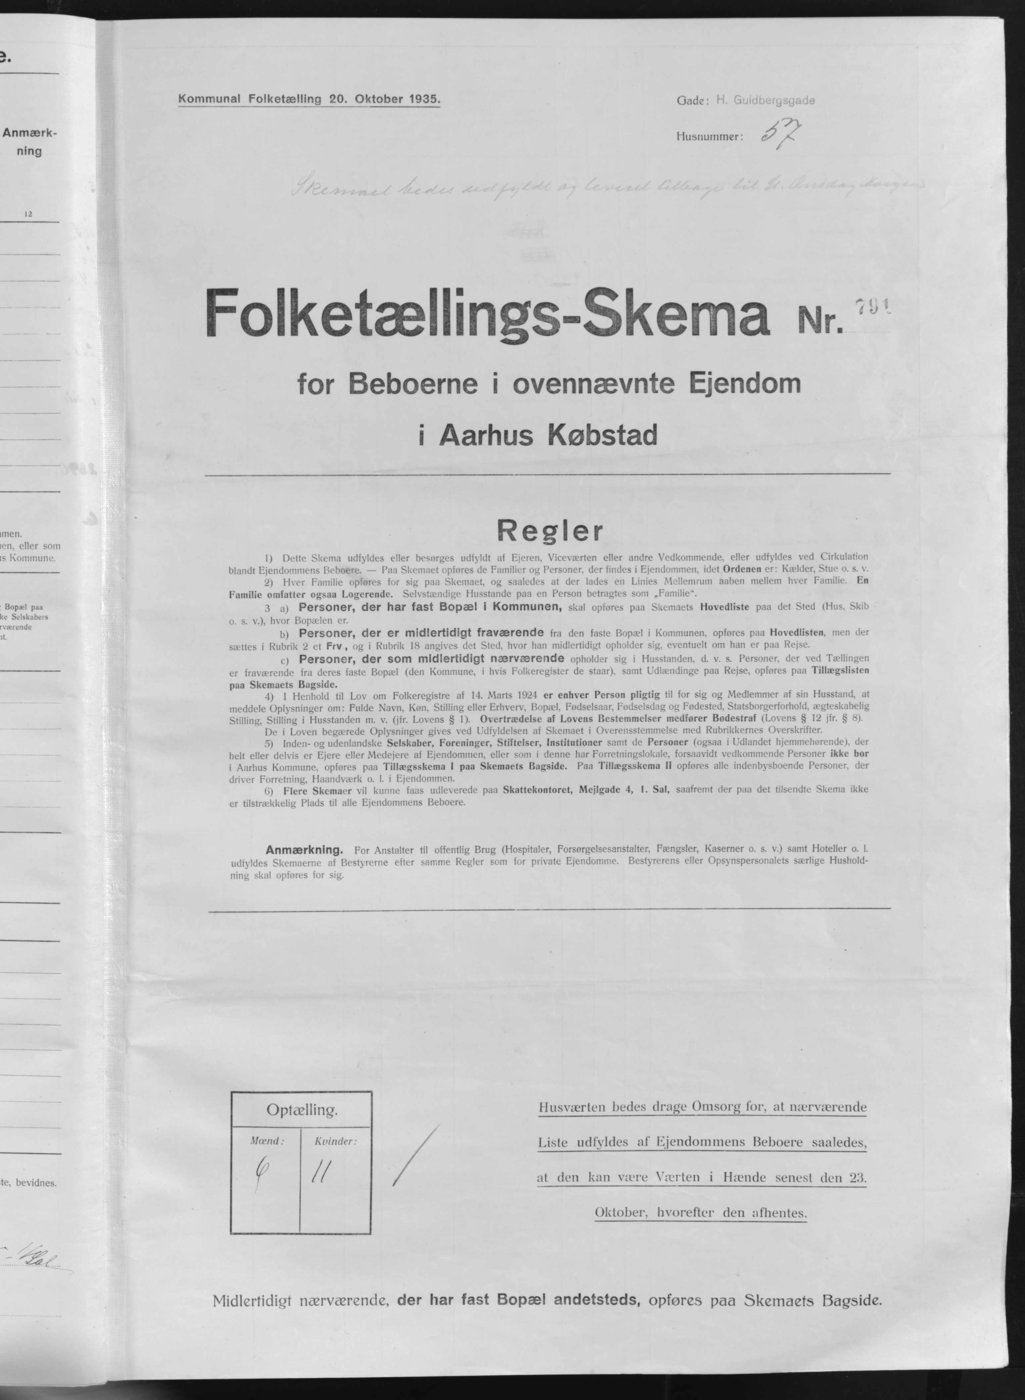 e.
Anmærk-
ning
12
men.
en, eller som
s Kommune.
: Bopæl paa
ke Selskabers
rværende
te, bevidnes.
Kommunal Folketælling 20. Oktober 1935.
Gade: H. Guldbergsgade
Husnummer: 57
Skemaet bedes udfyldt og leveret tilbage til
Folketællings-Skema Nr. 791
for Beboerne i ovennævnte Ejendom
i Aarhus Købstad
Regler
1) Dette Skema udfyldes eller besørges udfyldt af Ejeren, Viceværten eller andre Vedkommende, eller udfyldes ved Cirkulation
blandt Ejendommens Beboere. — Paa Skemaet opføres de Familier og Personer, der findes i Ejendommen, idet Ordenen er: Kælder, Stue o. s. v.
2) Hver Familie opføres for sig paa Skemaet, og saaledes at der lades en Linies Mellemrum aaben mellem hver Familie. En
Familie omfatter ogsaa Logerende. Selvstændige Husstande paa en Person betragtes som „Familie“.
3 a) Personer, der har fast Bopæl i Kommunen, skal opføres paa Skemaets Hovedliste paa det Sted (Hus, Skib
o. s. v.), hvor Bopælen er.
b) Personer, der er midlertidigt fraværende fra den faste Bopæl i Kommunen, opføres paa Hovedlisten, men der
sættes i Rubrik 2 et Frv., og i Rubrik 18 angives det Sted, hvor han midlertidigt opholder sig, eventuelt om han er paa Rejse.
c) Personer, der som midlertidigt nærværende opholder sig i Husstanden, d. v. s. Personer, der ved Tællingen
er fraværende fra deres faste Bopæl (den Kommune, i hvis Folkeregister de staar), samt Udlændinge paa Rejse, opføres paa Tillægslisten
paa Skemaets Bagside.
4) I Henhold til Lov om Folkeregistre af 14. Marts 1924 er enhver Person pligtig til for sig og Medlemmer af sin Husstand, at
meddele Oplysninger om: Fulde Navn, Køn, Stilling eller Erhverv, Bopæl, Fødselsaar, Fødselsdag og Fødested, Statsborgerforhold, ægteskabelig
Stilling, Stilling i Husstanden m. v. (jfr. Lovens § 1). Overtrædelse af Lovens Bestemmelser medfører Bødestraf (Lovens § 12 jfr. § 8).
De i Loven begærede Oplysninger gives ved Udfyldelsen af Skemaet i Overensstemmelse med Rubrikkernes Overskrifter.
5) Inden- og udenlandske Selskaber, Foreninger, Stiftelser, Institutioner samt de Personer (ogsaa i Udlandet hjemmehørende), der
helt eller delvis er Ejere eller Medejere af Ejendommen, eller som i denne har Forretningslokale, forsaavidt vedkommende Personer ikke bor
i Aarhus Kommune, opføres paa Tillægsskema I paa Skemaets Bagside. Paa Tillægsskema II opføres alle indenbysboende Personer, der
driver Forretning, Haandværk o. l. i Ejendommen.
6) Flere Skemaer vil kunne faas udleverede paa Skattekontoret, Mejlgade 4, 1. Sal, saafremt der paa det tilsendte Skema ikke
er tilstrækkelig Plads til alle Ejendommens Beboere.
Anmærkning. For Anstalter til offentlig Brug (Hospitaler, Forsørgelsesanstalter, Fængsler, Kaserner o. s. v.) samt Hoteller o. l.
udfyldes Skemaerne af Bestyrerne efter samme Regler som for private Ejendomme. Bestyrerens eller Opsynspersonalets særlige Hushold-
ning skal opføres for sig.
Optælling.
Mænd: Kvinder:
6 11
Husværten bedes drage Omsorg for, at nærværende
Liste udfyldes af Ejendommens Beboere saaledes,
at den kan være Værten i Hænde senest den 23.
Oktober, hvorefter den afhentes.
Midlertidigt nærværende, der har fast Bopæl andetsteds, opføres paa Skemaets Bagside.